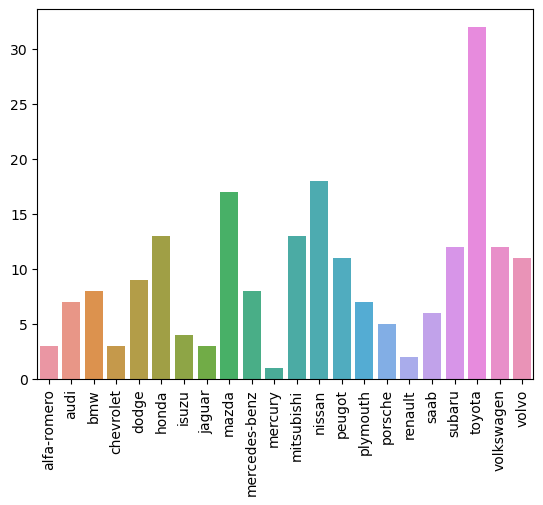 30
25
20
15
10
5
0
alfa-romero
audi
bmw
chevrolet
dodge
honda
isuzu
jaguar
mazda
mercedes-benz
mercury
mitsubishi
nissan
peugot
plymouth
porsche
renault
saab
subaru
toyota
volkswagen
volvo